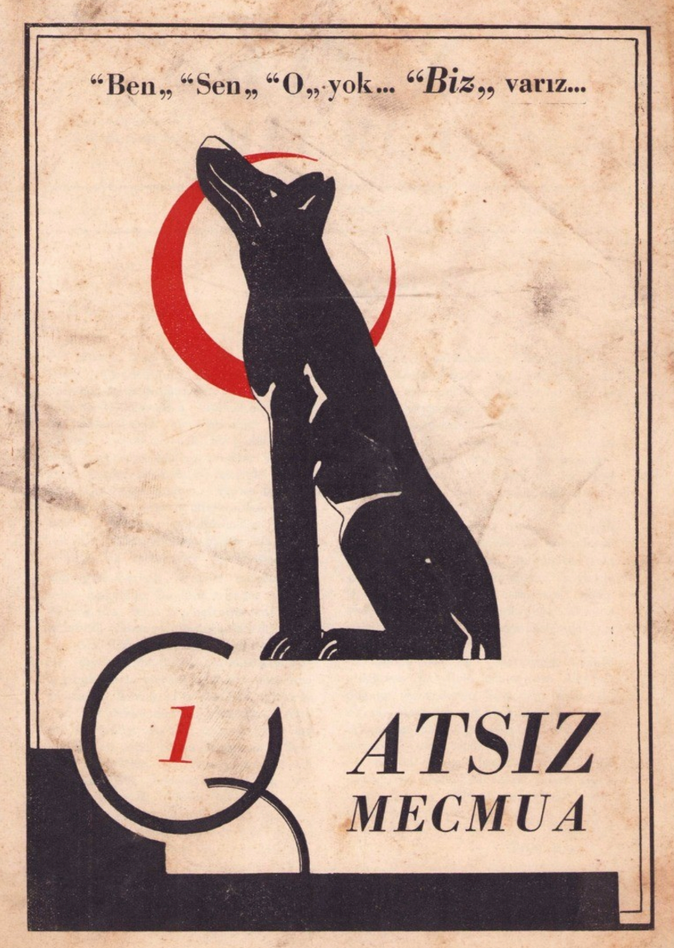 “Ben„ “Sen„ “O„ yok... “Biz„ varız...
1
ATSIZ
MECMUA